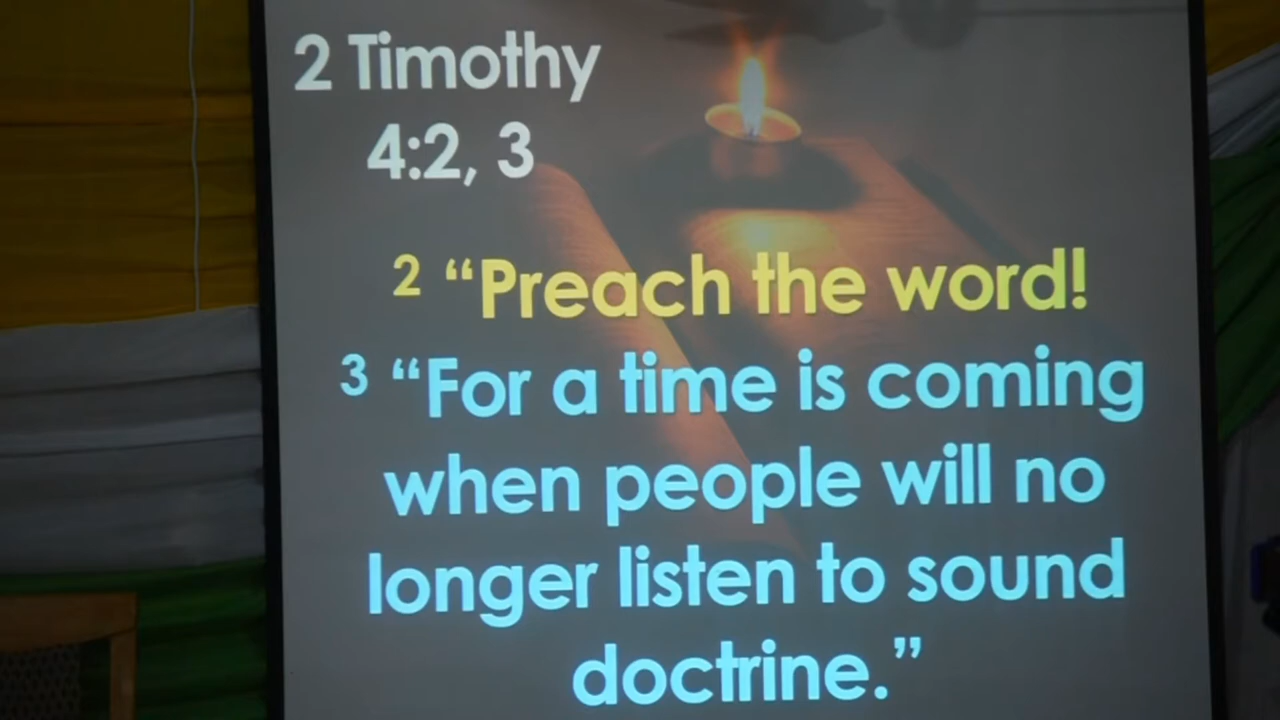 2 Timothy
4:2, 3
2 “Preach the word!
3 “For a time is coming
when people will no
longer listen to sound
doctrine.”